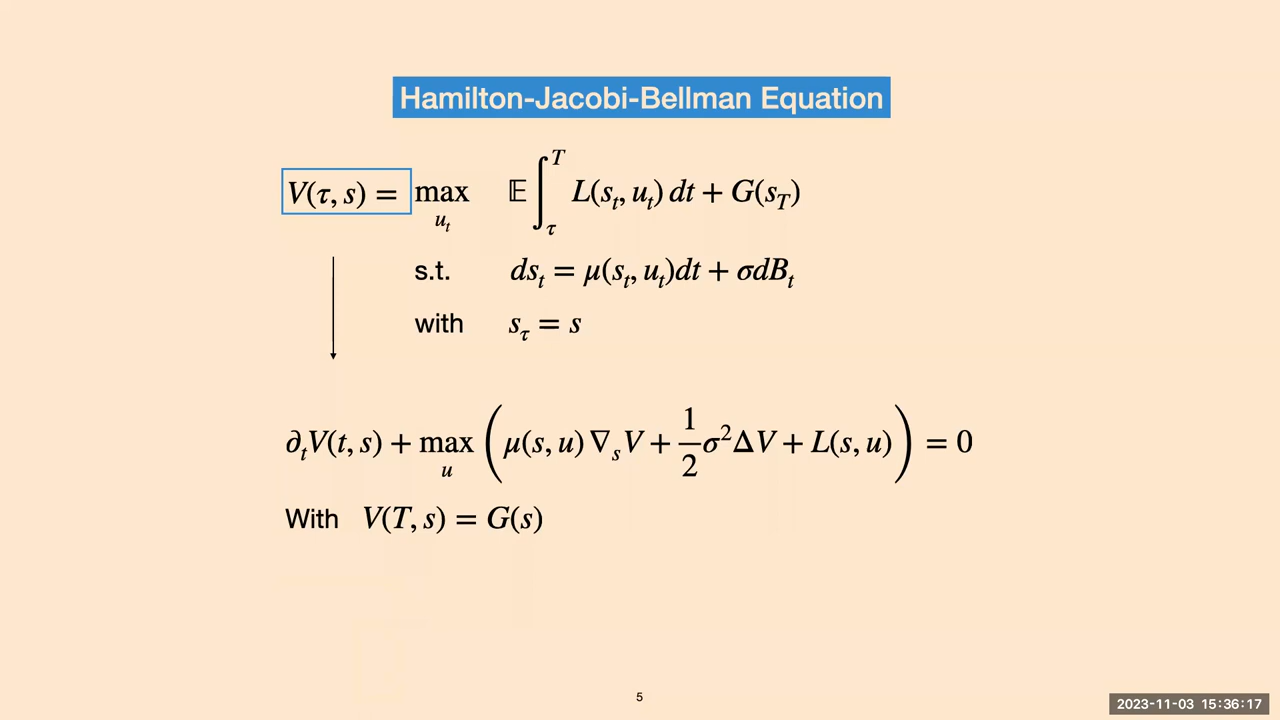 Hamilton-Jacobi-Bellman Equation
V(τ, s) = max_{u_t} 𝔼 ∫_τ^T L(s_t, u_t) dt + G(s_T)
s.t. ds_t = μ(s_t, u_t)dt + σdB_t
with s_τ = s
∂_t V(t, s) + max_u ( μ(s, u) ∇_s V + 1/2 σ² ΔV + L(s, u) ) = 0
With V(T, s) = G(s)
5
2023-11-03 15:36:17